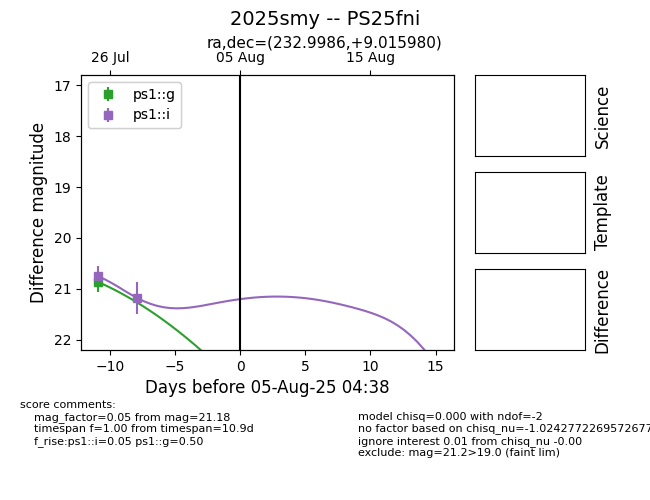 2025smy -- PS25fni
ra,dec=(232.9986,+9.015980)
26 Jul
05 Aug
15 Aug
17
18
19
20
21
22
Difference magnitude
ps1::g
ps1::i
−10
−5
0
5
10
15
Days before 05-Aug-25 04:38
Science
Template
Difference
score comments:
mag_factor=0.05 from mag=21.18
timespan f=1.00 from timespan=10.9d
f_rise:ps1::i=0.05 ps1::g=0.50
model chisq=0.000 with ndof=-2
no factor based on chisq_nu=-1.0242772269572677
ignore interest 0.01 from chisq_nu -0.00
exclude: mag=21.2>19.0 (faint lim)